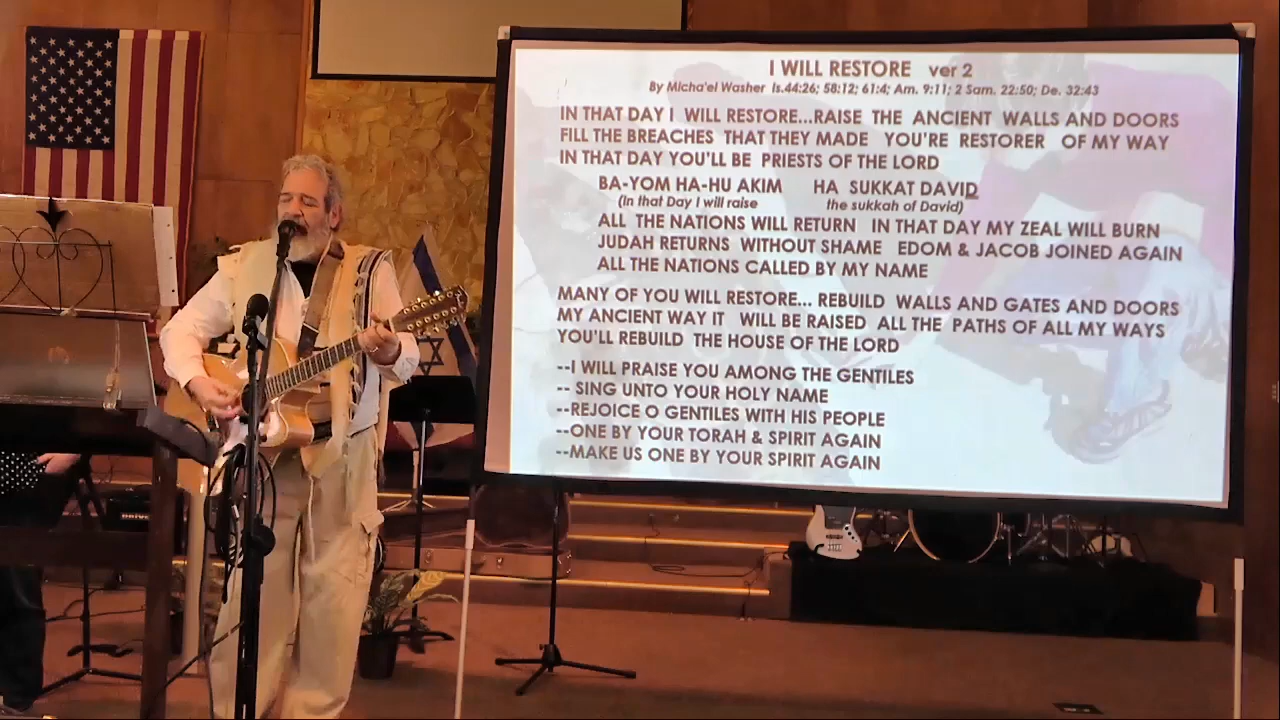 I WILL RESTORE ver 2
By Micha'el Washer Is.44:26; 58:12; 61:4; Am. 9:11; 2 Sam. 22:50; De. 32:43
IN THAT DAY I WILL RESTORE...RAISE THE ANCIENT WALLS AND DOORS
FILL THE BREACHES THAT THEY MADE YOU'RE RESTORER OF MY WAY
IN THAT DAY YOU'LL BE PRIESTS OF THE LORD
BA-YOM HA-HU AKIM HA SUKKAT DAVID
(In that Day I will raise the sukkah of David)
ALL THE NATIONS WILL RETURN IN THAT DAY MY ZEAL WILL BURN
JUDAH RETURNS WITHOUT SHAME EDOM & JACOB JOINED AGAIN
ALL THE NATIONS CALLED BY MY NAME
MANY OF YOU WILL RESTORE... REBUILD WALLS AND GATES AND DOORS
MY ANCIENT WAY IT WILL BE RAISED ALL THE PATHS OF ALL MY WAYS
YOU'LL REBUILD THE HOUSE OF THE LORD
--I WILL PRAISE YOU AMONG THE GENTILES
-- SING UNTO YOUR HOLY NAME
--REJOICE O GENTILES WITH HIS PEOPLE
--ONE BY YOUR TORAH & SPIRIT AGAIN
--MAKE US ONE BY YOUR SPIRIT AGAIN